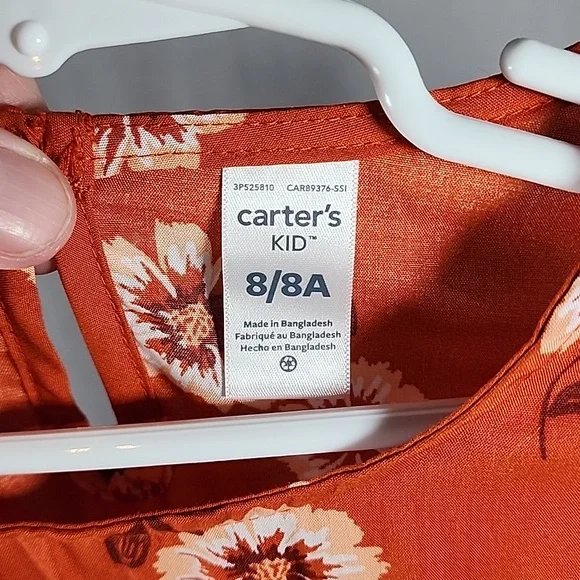 3P525810 CAR89376-SSI
carter's
KID™
8/8A
Made in Bangladesh
Fabriqué au Bangladesh
Hecho en Bangladesh